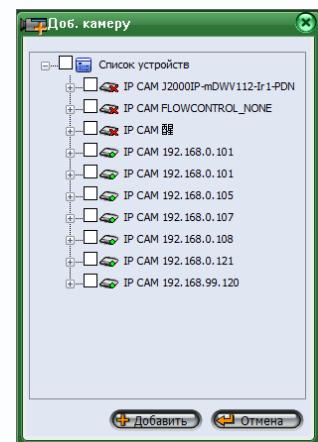 Доб. камеру
Список устройств
IP CAM J2000IP-mDWV112-Ir1-PDN
IP CAM FLOWCONTROL_NONE
IP CAM 醒
IP CAM 192.168.0.101
IP CAM 192.168.0.101
IP CAM 192.168.0.105
IP CAM 192.168.0.107
IP CAM 192.168.0.108
IP CAM 192.168.0.121
IP CAM 192.168.99.120
Добавить Отмена